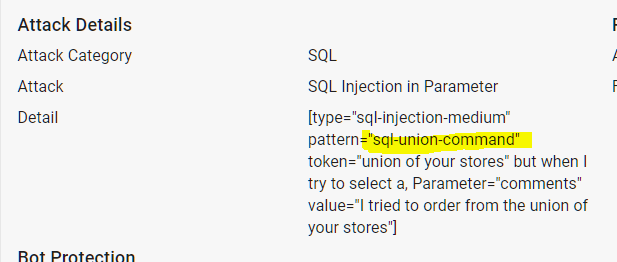 Attack Details
Attack Category SQL
Attack SQL Injection in Parameter
Detail [type="sql-injection-medium"
pattern="sql-union-command"
token="union of your stores" but when I
try to select a, Parameter="comments"
value="I tried to order from the union of
your stores"]
Bot Protection